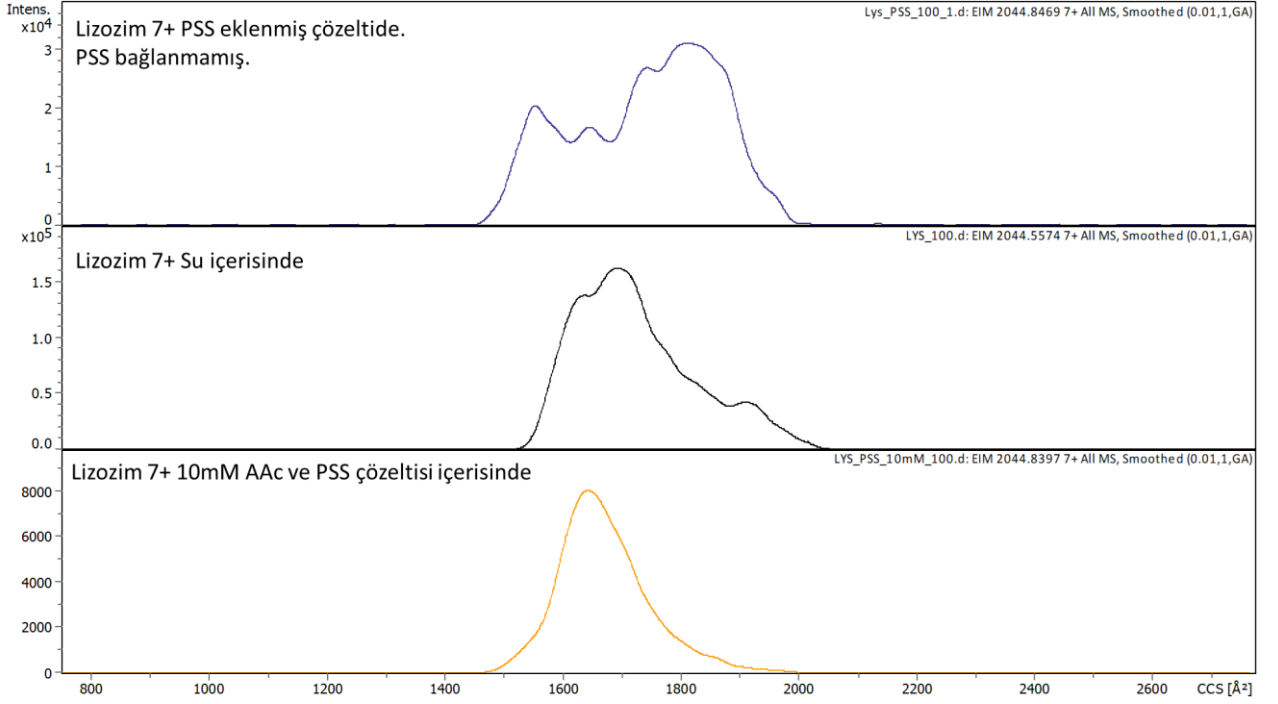 Intens.
x10⁴
Lys_PSS_100_1.d: EIM 2044.8469 7+ All MS, Smoothed (0.01,1,GA)
Lizozim 7+ PSS eklenmiş çözeltide.
PSS bağlanmamış.
3
2
1
0
x10⁵
LYS_100.d: EIM 2044.5574 7+ All MS, Smoothed (0.01,1,GA)
Lizozim 7+ Su içerisinde
1.5
1.0
0.5
0.0
LYS_PSS_10mM_100.d: EIM 2044.8397 7+ All MS, Smoothed (0.01,1,GA)
Lizozim 7+ 10mM AAc ve PSS çözeltisi içerisinde
8000
6000
4000
2000
0
800 1000 1200 1400 1600 1800 2000 2200 2400 2600 CCS [Å²]